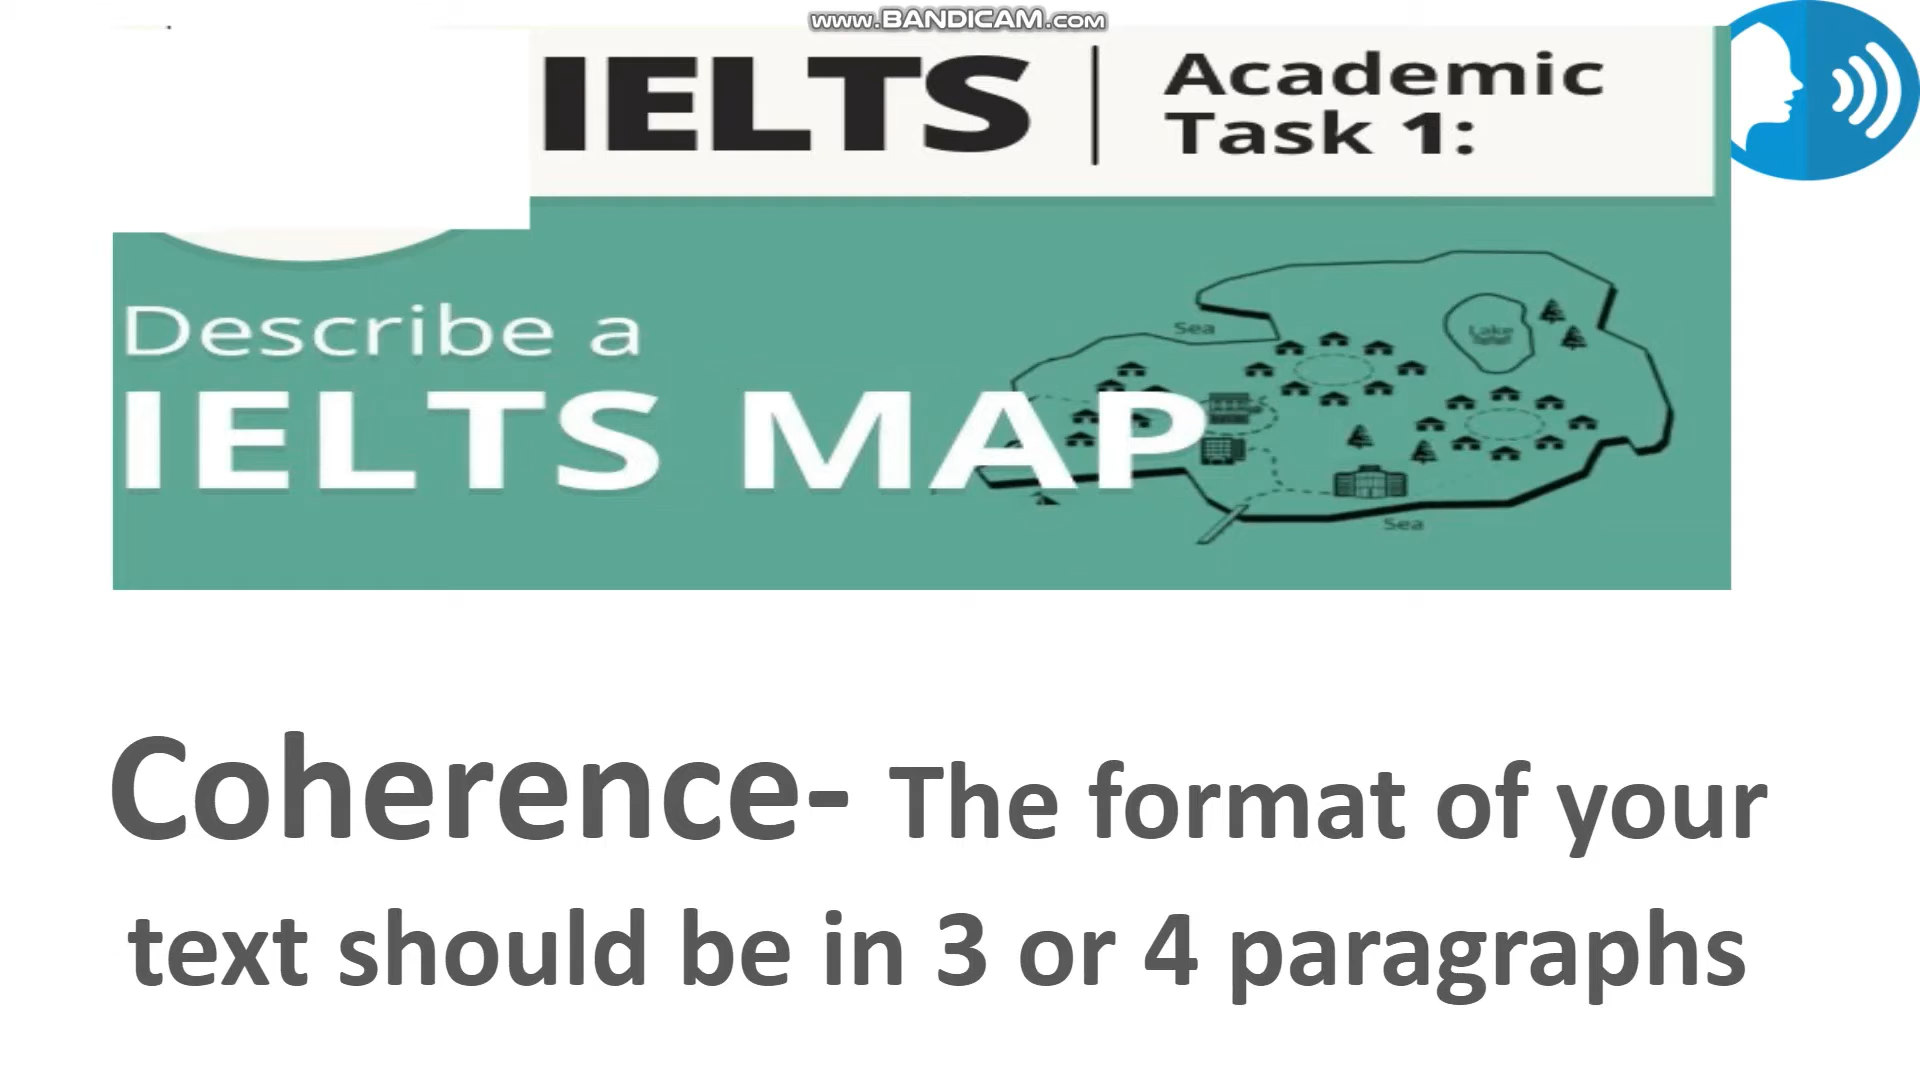 www.BANDICAM.com
IELTS
Academic
Task 1:
Describe a
IELTS MAP
Sea
Lake
Sea
Coherence- The format of your
text should be in 3 or 4 paragraphs